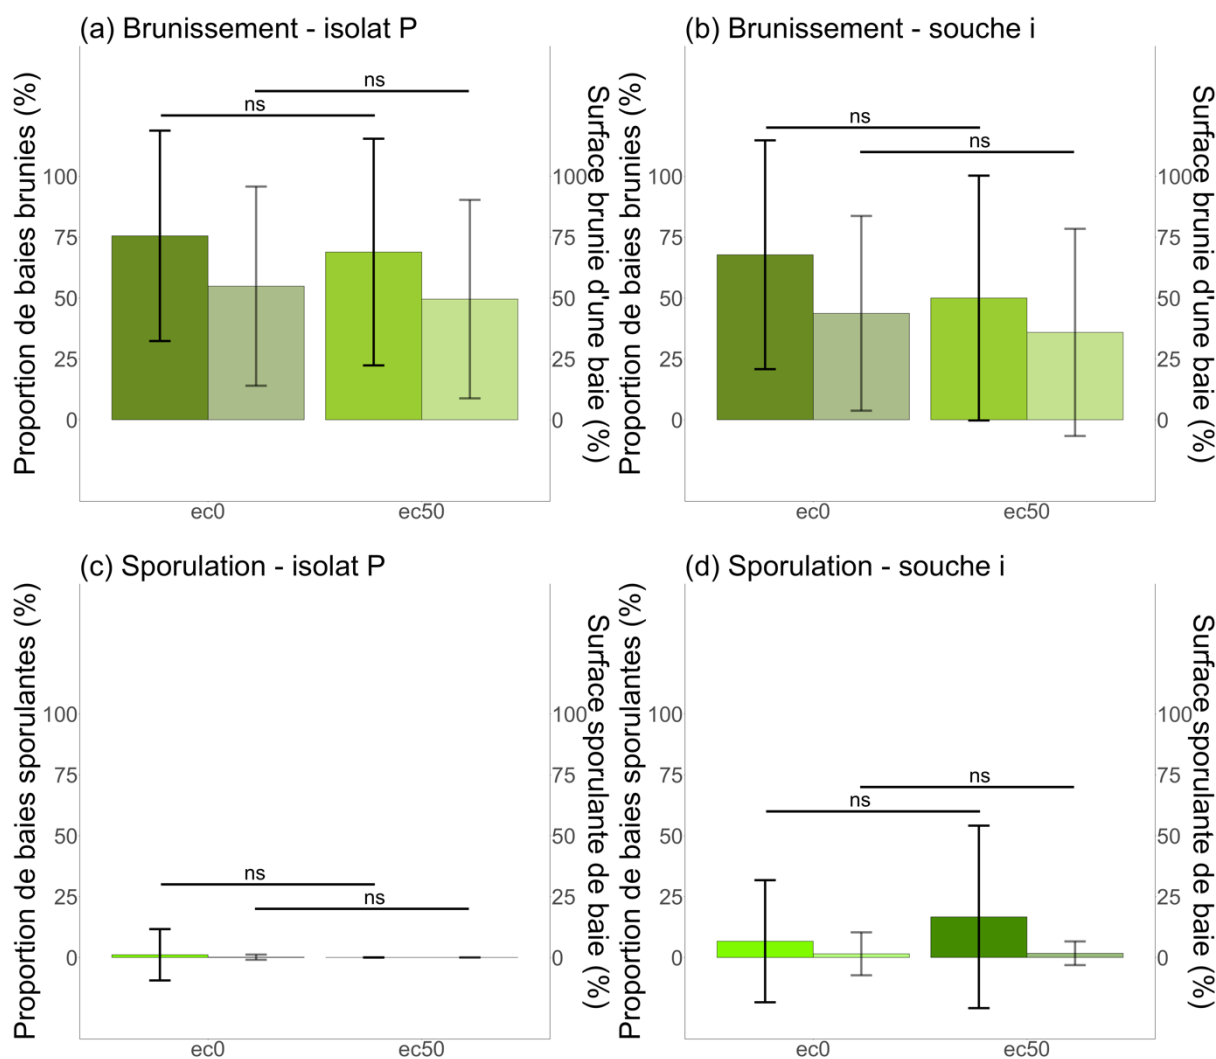 (a) Brunissement - isolat P
Proportion de baies brunies (%)
100
75
50
25
0
ns
ns
100
75
50
25
0
Surface brunie d'une baie (%)
ec0
ec50
(b) Brunissement - souche i
Proportion de baies brunies (%)
100
75
50
25
0
ns
ns
100
75
50
25
0
Surface brunie d'une baie (%)
ec0
ec50
(c) Sporulation - isolat P
Proportion de baies sporulantes (%)
100
75
50
25
0
ns
ns
100
75
50
25
0
Surface sporulante de baie (%)
ec0
ec50
(d) Sporulation - souche i
Proportion de baies sporulantes (%)
100
75
50
25
0
ns
ns
100
75
50
25
0
Surface sporulante de baie (%)
ec0
ec50